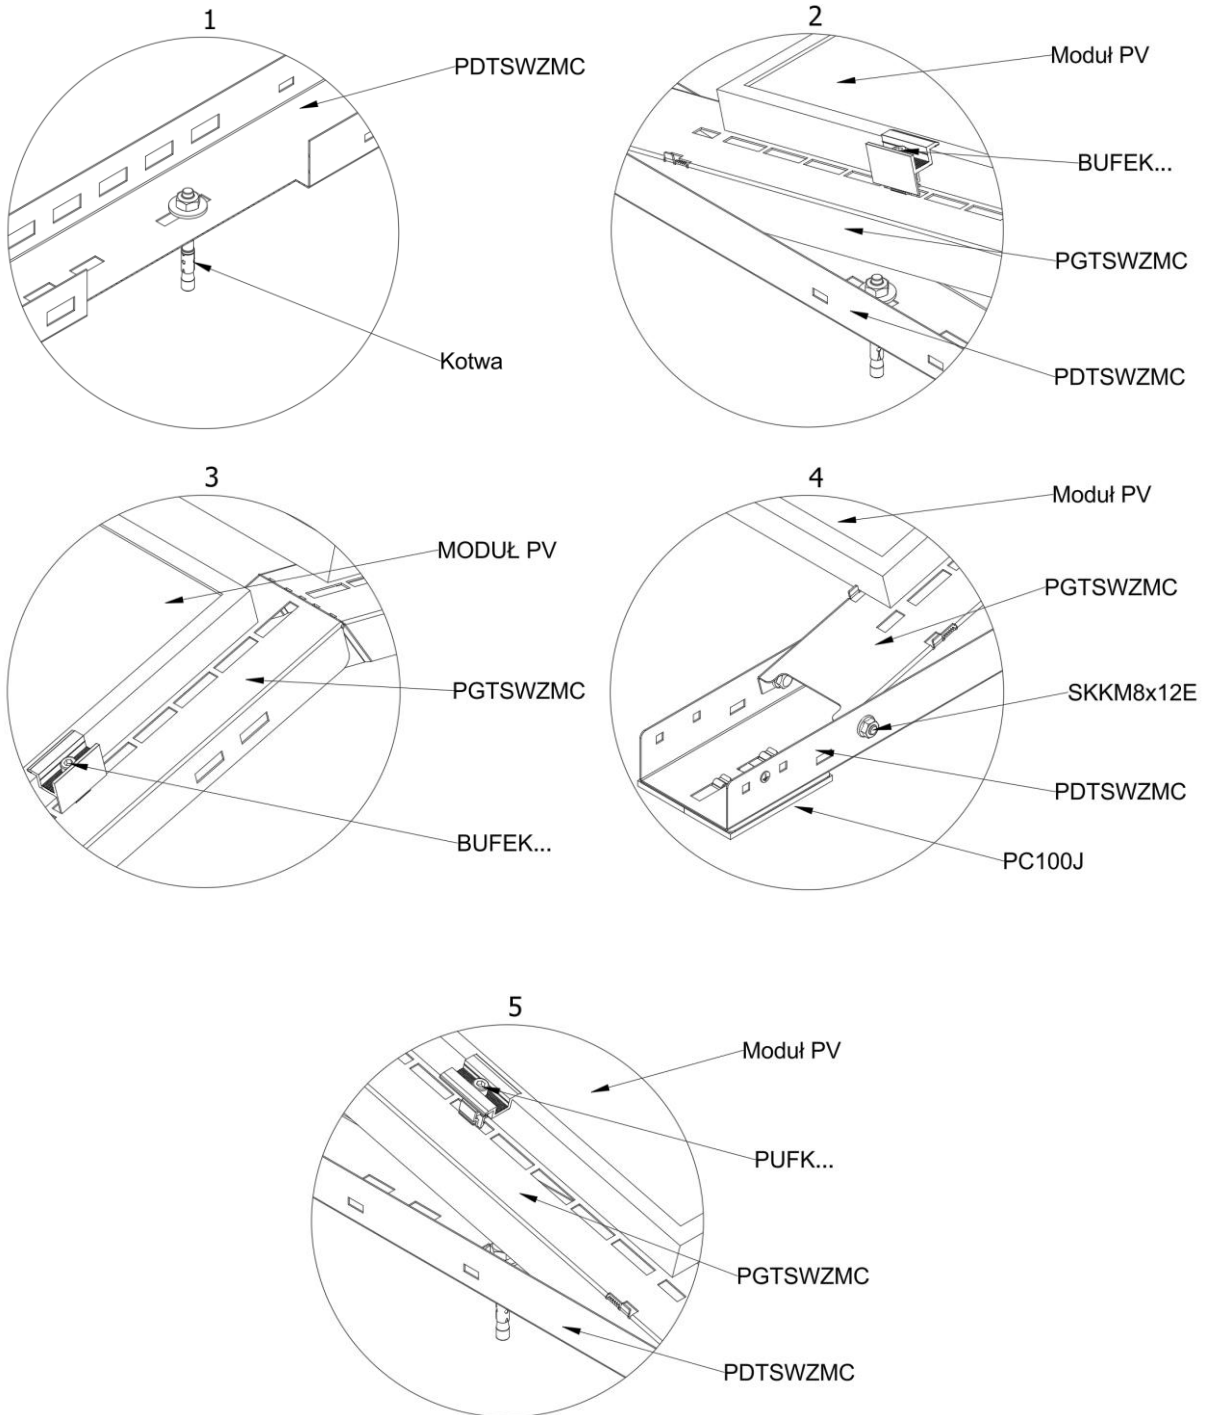 1
PDTSWZMC
Kotwa
2
Moduł PV
BUFEK...
PGTSWZMC
PDTSWZMC
3
MODUŁ PV
PGTSWZMC
BUFEK...
4
Moduł PV
PGTSWZMC
SKKM8x12E
PDTSWZMC
PC100J
5
Moduł PV
PUFK...
PGTSWZMC
PDTSWZMC